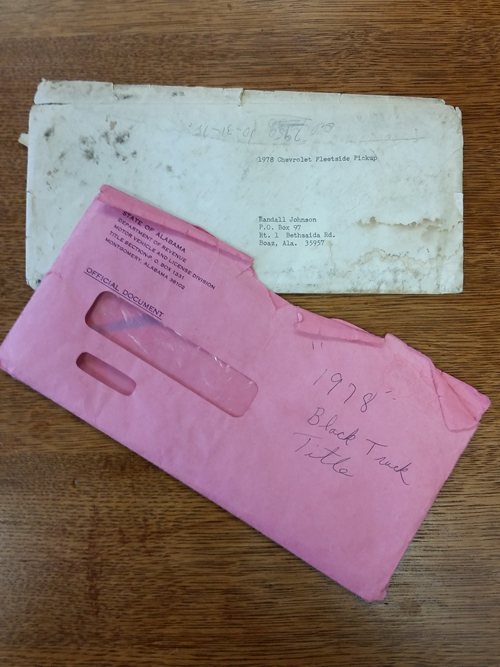 1978 Chevrolet Fleetside Pickup
Randall Johnson
P.O. Box 97
Rt. 1 Bethsaida Rd.
Boaz, Ala. 35957
STATE OF ALABAMA
DEPARTMENT OF REVENUE
MOTOR VEHICLE AND LICENSE DIVISION
TITLE SECTION-P. O. BOX 1331
MONTGOMERY, ALABAMA 36102
OFFICIAL DOCUMENT
"1978"
Black Truck
Title